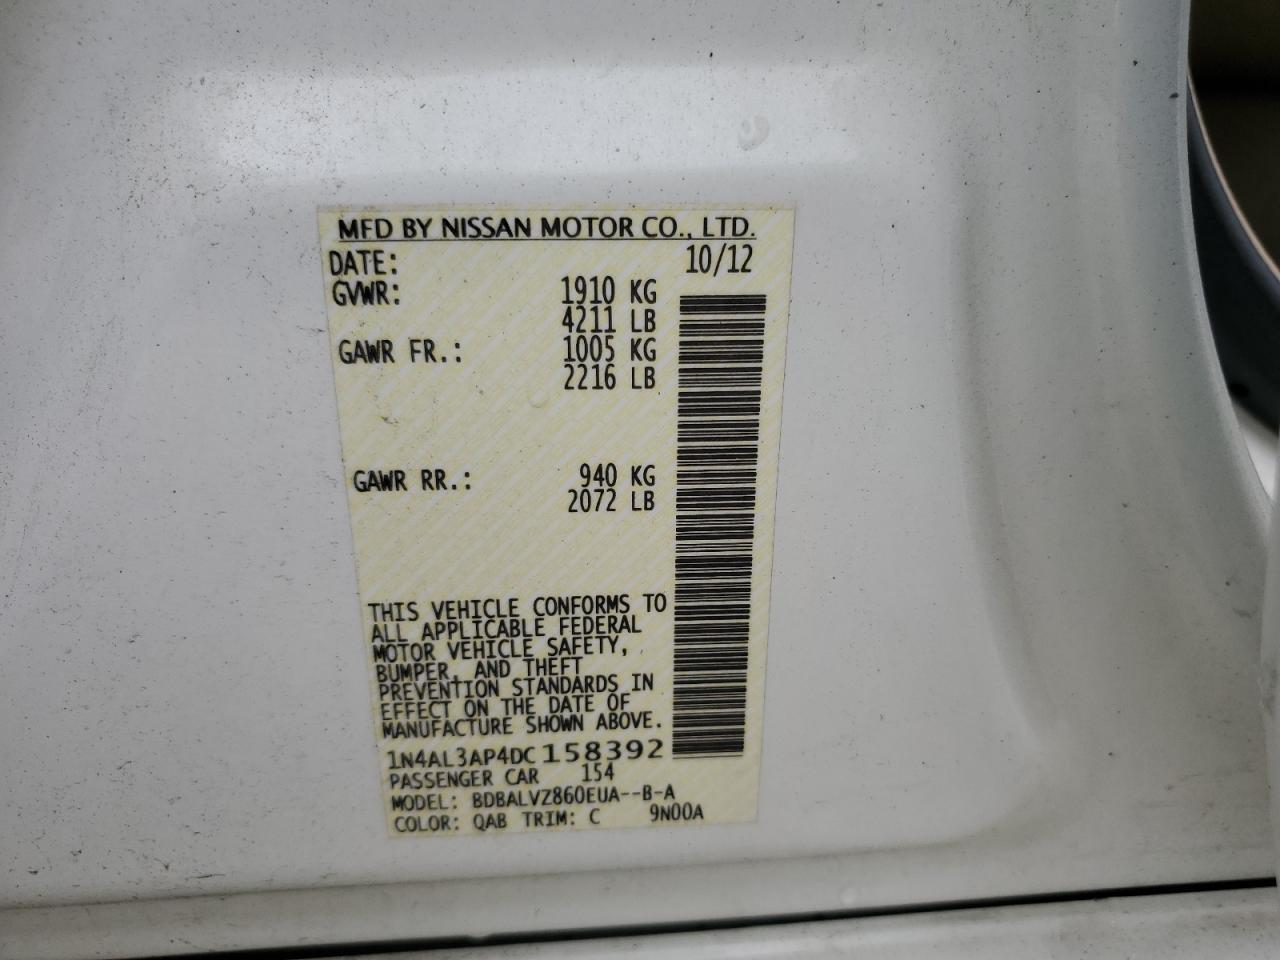 MFD BY NISSAN MOTOR CO., LTD.
DATE: 10/12
GVWR: 1910 KG
4211 LB
GAWR FR.: 1005 KG
2216 LB
GAWR RR.: 940 KG
2072 LB
THIS VEHICLE CONFORMS TO
ALL APPLICABLE FEDERAL
MOTOR VEHICLE SAFETY,
BUMPER, AND THEFT
PREVENTION STANDARDS IN
EFFECT ON THE DATE OF
MANUFACTURE SHOWN ABOVE.
1N4AL3AP4DC158392
PASSENGER CAR 154
MODEL: BDBALVZ860EUA--B-A
COLOR: QAB TRIM: C 9N00A